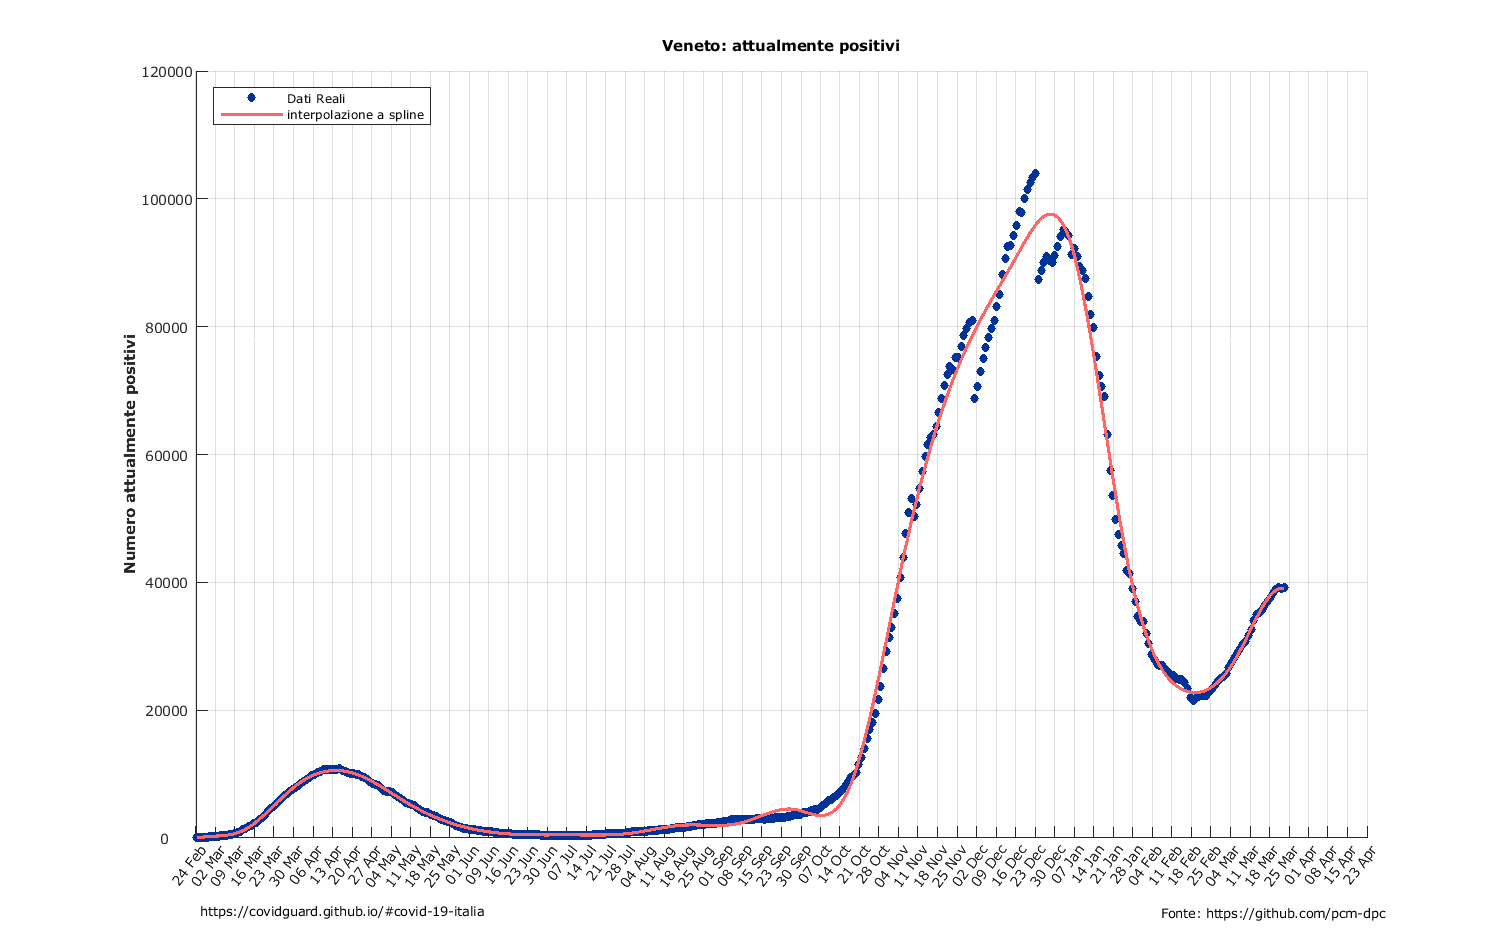 Veneto: attualmente positivi
120000
100000
80000
60000
40000
20000
0
Numero attualmente positivi
Dati Reali
interpolazione a spline
24 Feb
02 Mar
09 Mar
16 Mar
23 Mar
30 Mar
06 Apr
13 Apr
20 Apr
27 Apr
04 May
11 May
18 May
25 May
01 Jun
09 Jun
16 Jun
23 Jun
30 Jun
07 Jul
14 Jul
21 Jul
28 Jul
04 Aug
11 Aug
18 Aug
25 Aug
01 Sep
08 Sep
15 Sep
23 Sep
30 Sep
07 Oct
14 Oct
21 Oct
28 Oct
04 Nov
11 Nov
18 Nov
25 Nov
02 Dec
09 Dec
16 Dec
23 Dec
30 Dec
07 Jan
14 Jan
21 Jan
28 Jan
04 Feb
11 Feb
18 Feb
25 Feb
04 Mar
11 Mar
18 Mar
25 Mar
01 Apr
08 Apr
15 Apr
23 Apr
https://covidguard.github.io/#covid-19-italia
Fonte: https://github.com/pcm-dpc